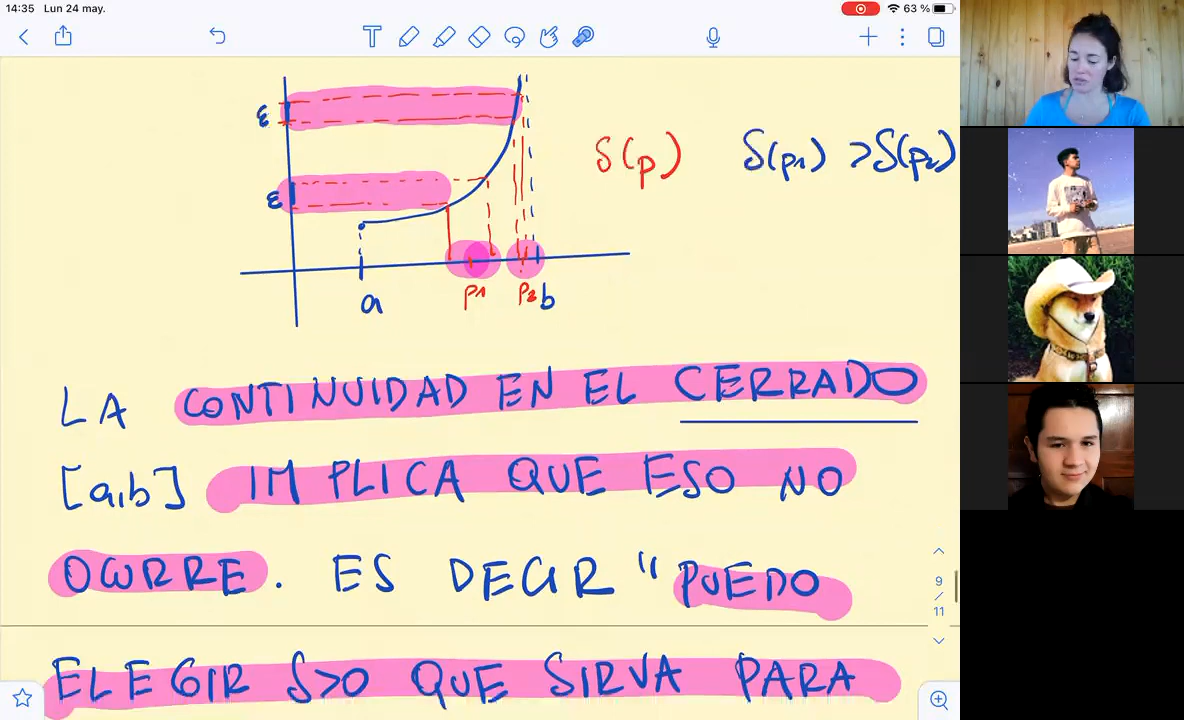 14:35 Lun 24 may.
63 %
T
ε
δ(p) δ(p1) > δ(p2)
ε
a p1 p2 b
LA CONTINUIDAD EN EL CERRADO
[a,b] IMPLICA QUE ESO NO
OCURRE. ES DECIR "PUEDO
9
/
11
ELEGIR δ>0 QUE SIRVA PARA